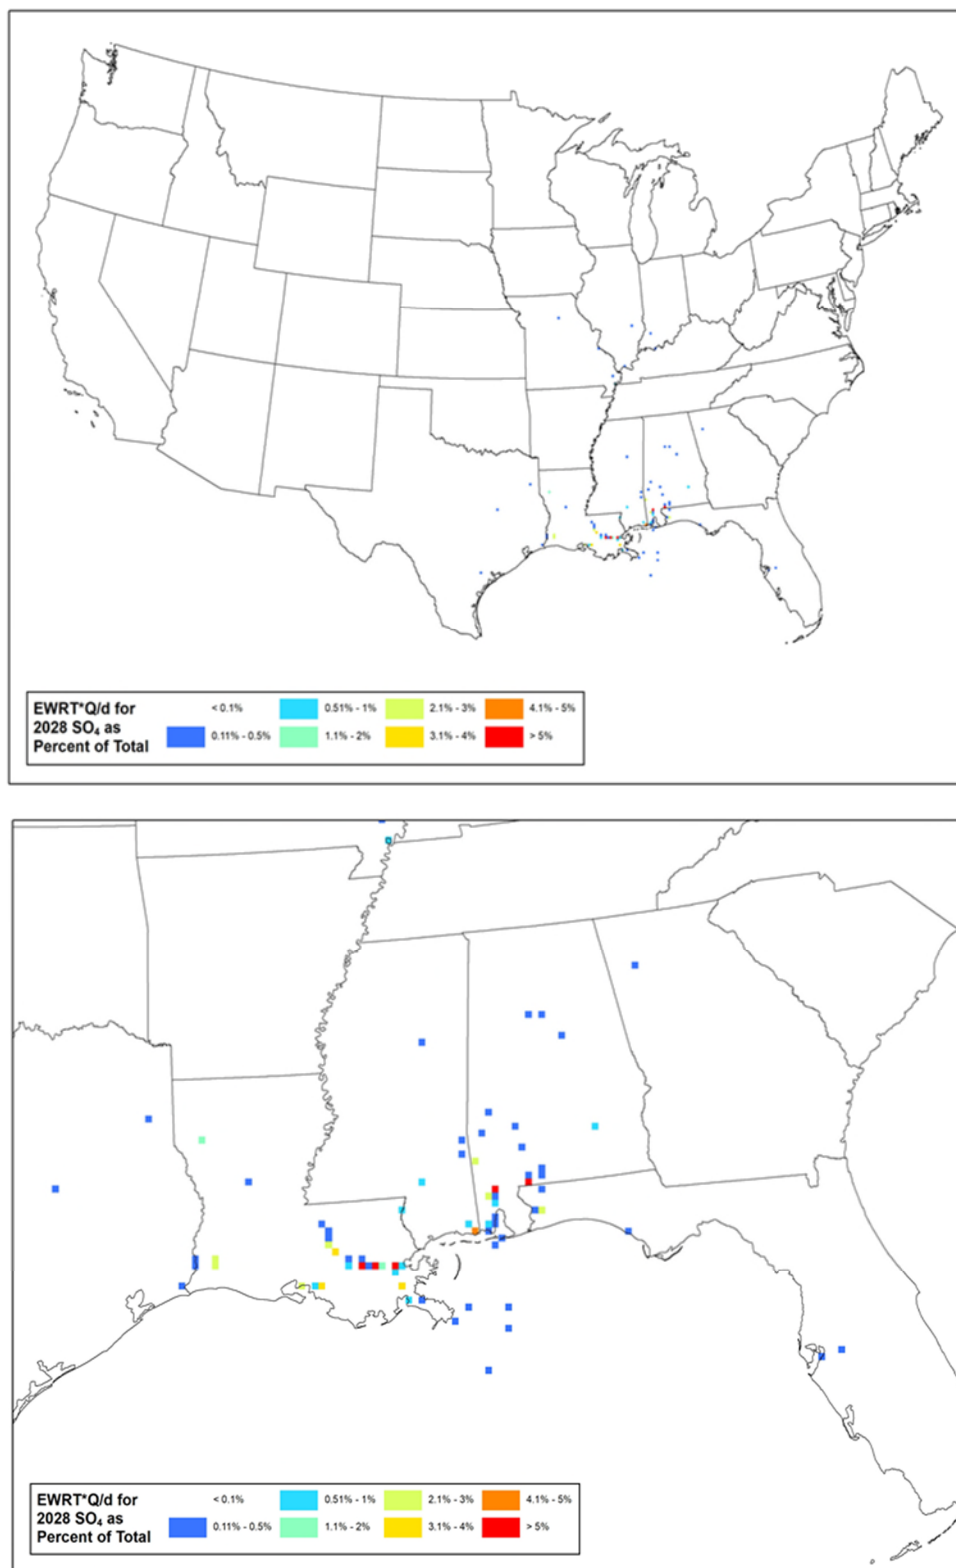 EWRT*Q/d for
2028 SO₄ as
Percent of Total
< 0.1%
0.51% - 1%
2.1% - 3%
4.1% - 5%
0.11% - 0.5%
1.1% - 2%
3.1% - 4%
> 5%
EWRT*Q/d for
2028 SO₄ as
Percent of Total
< 0.1%
0.51% - 1%
2.1% - 3%
4.1% - 5%
0.11% - 0.5%
1.1% - 2%
3.1% - 4%
> 5%